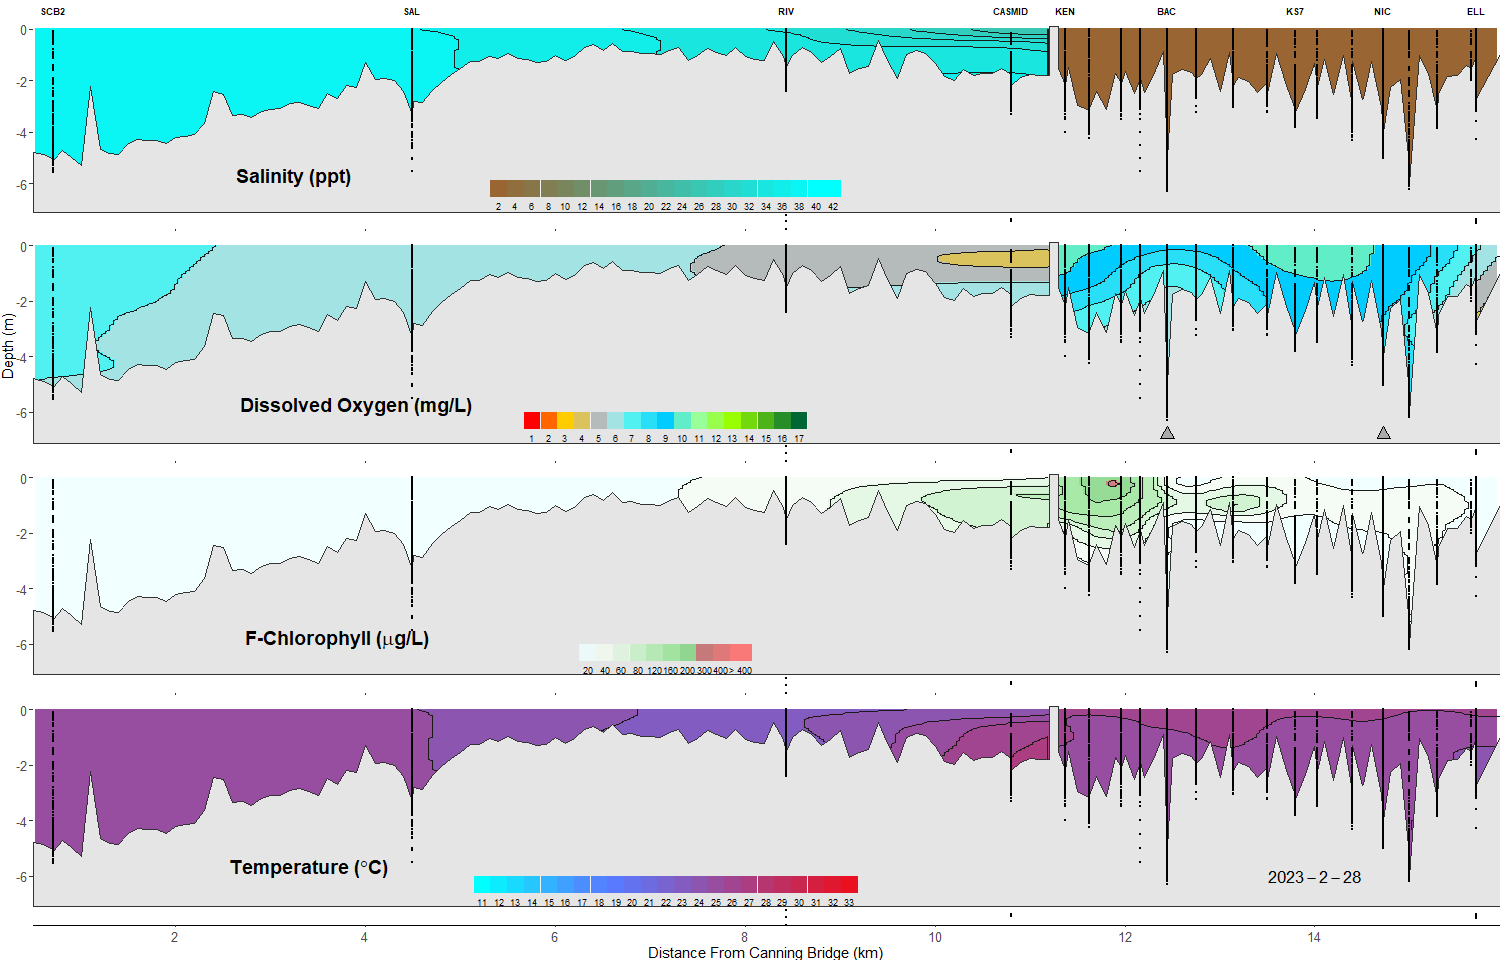 SCB2 SAL RIV CASMID KEN BAC KS7 NIC ELL
0
-2
-4
-6
Salinity (ppt)
2 4 6 8 10 12 14 16 18 20 22 24 26 28 30 32 34 36 38 40 42
0
-2
-4
-6
Dissolved Oxygen (mg/L)
1 2 3 4 5 6 7 8 9 10 11 12 13 14 15 16 17
Depth (m)
0
-2
-4
-6
F-Chlorophyll (μg/L)
20 40 60 80 120 160 200 300 400 > 400
0
-2
-4
-6
Temperature (°C)
2023 – 2 – 28
11 12 13 14 15 16 17 18 19 20 21 22 23 24 25 26 27 28 29 30 31 32 33
2 4 6 8 10 12 14
Distance From Canning Bridge (km)